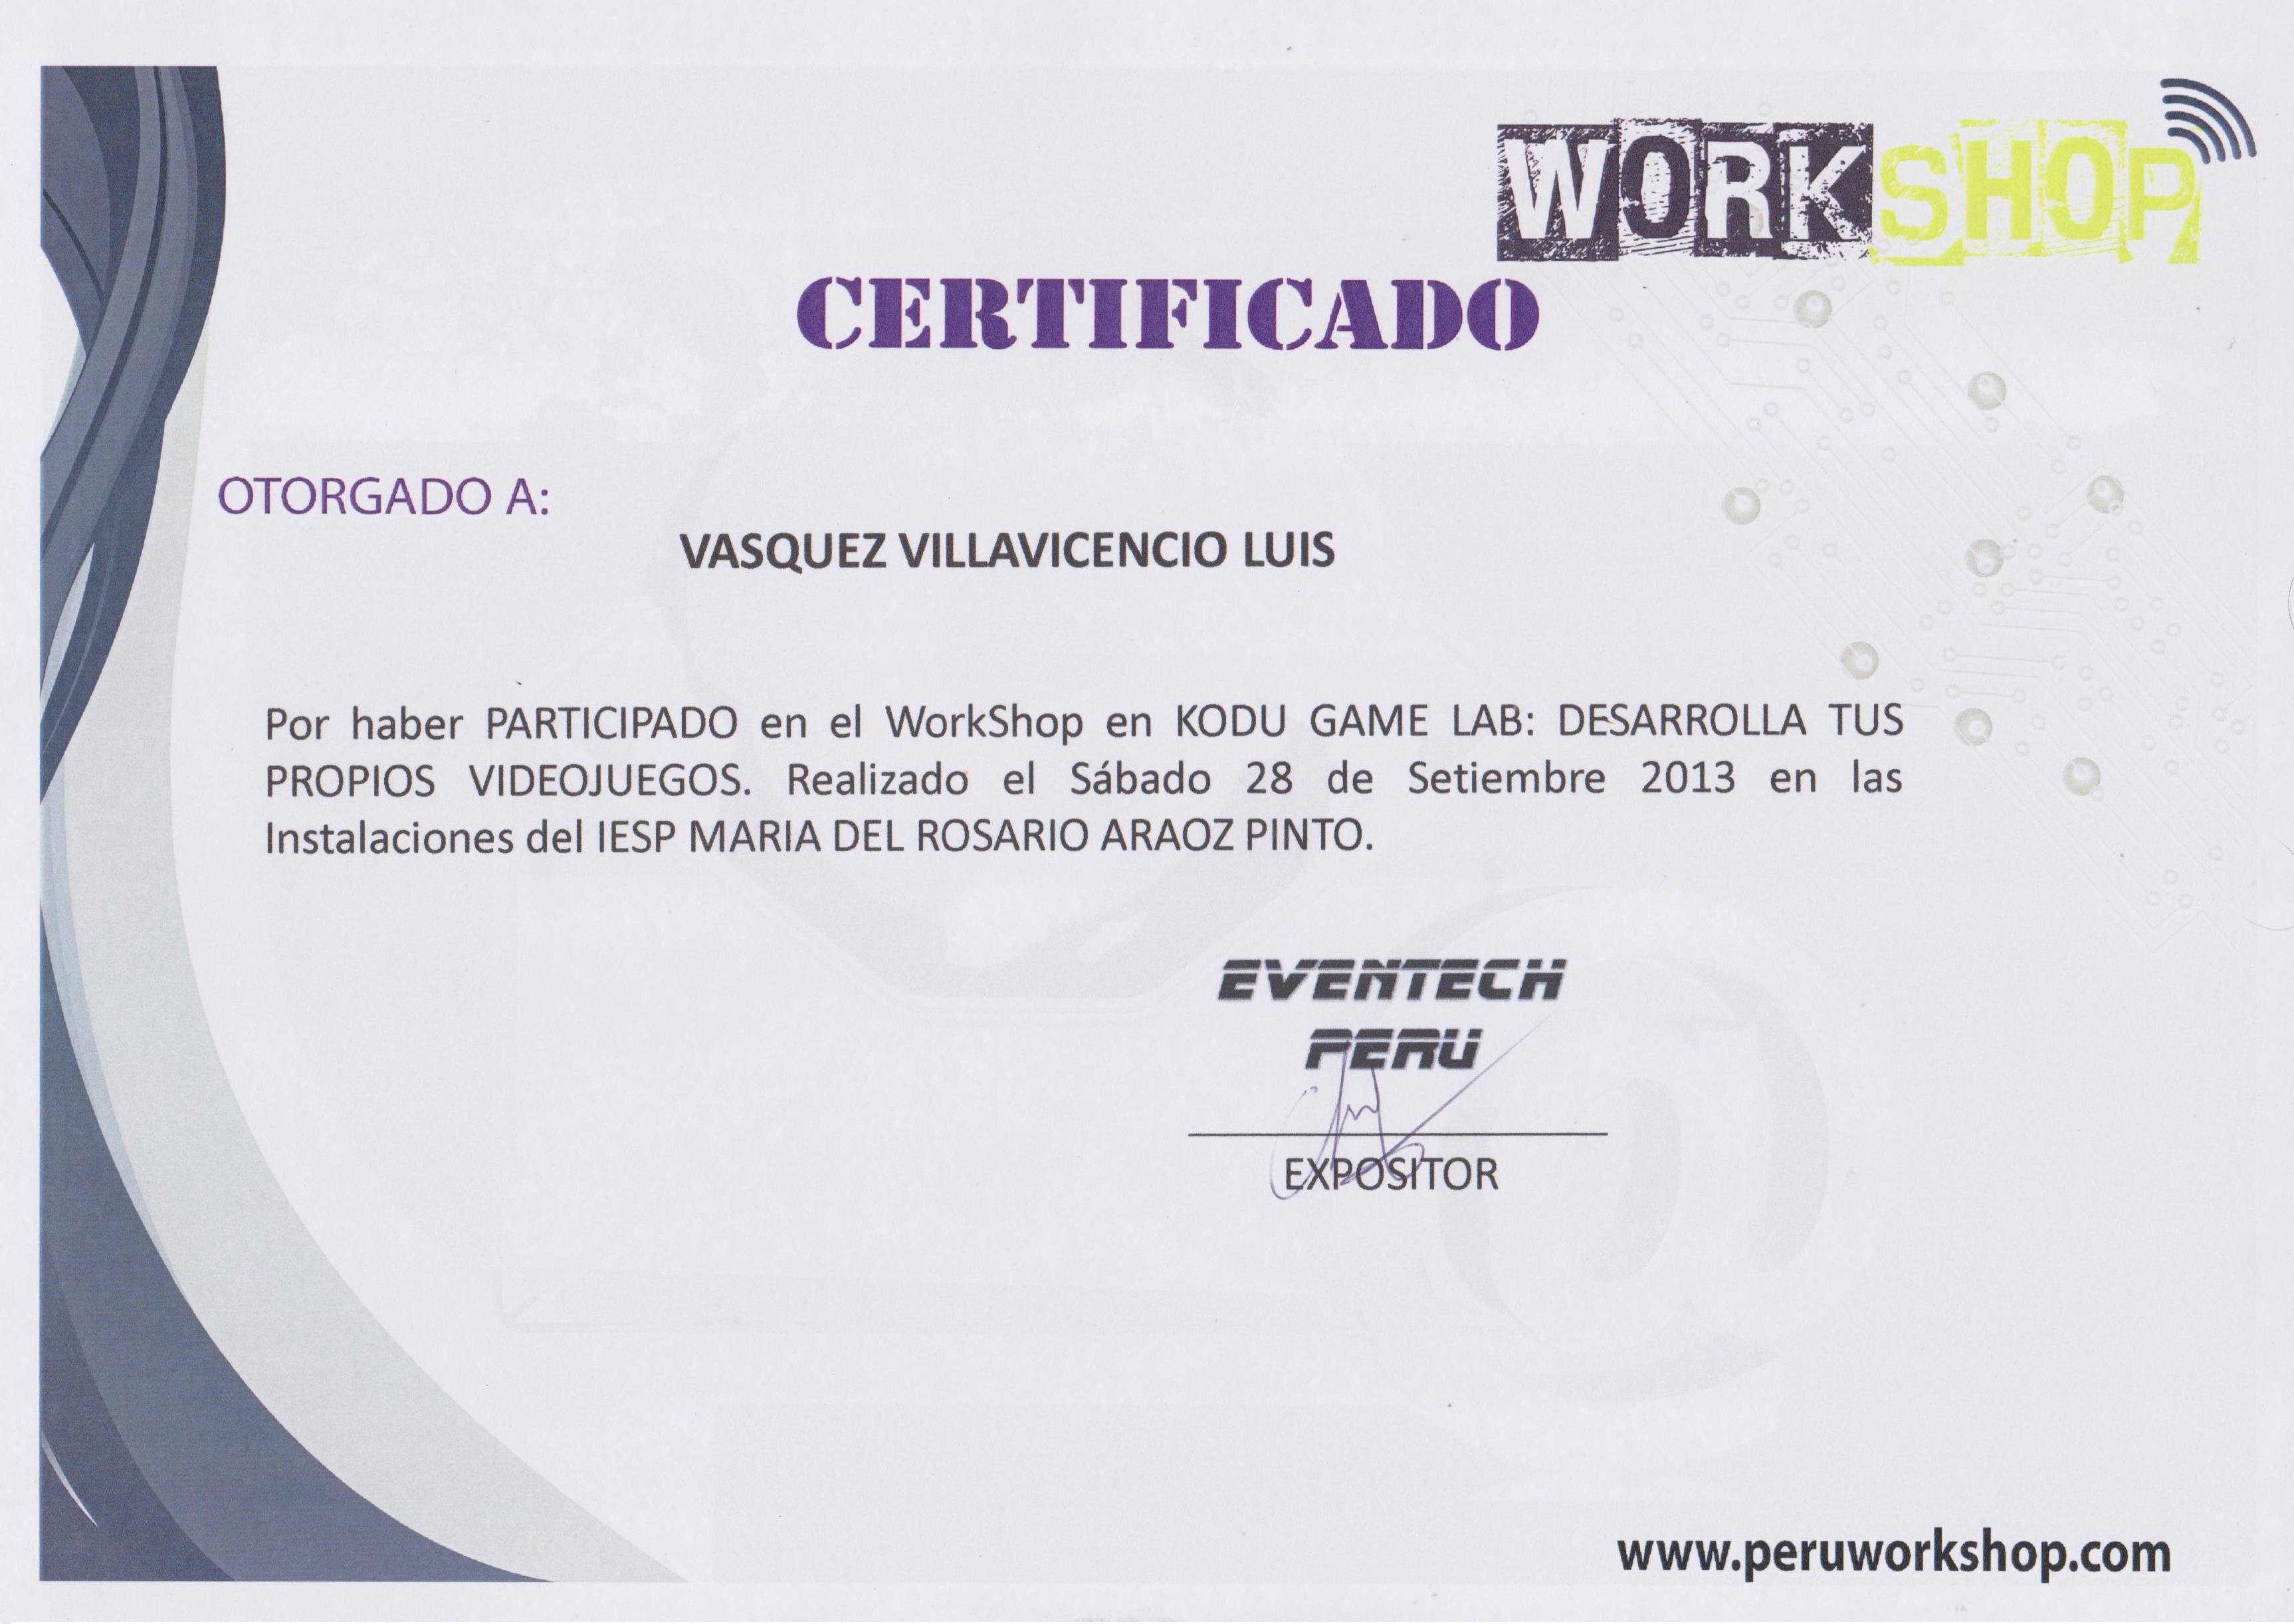 WORKSHOP
CERTIFICADO
OTORGADO A:
VASQUEZ VILLAVICENCIO LUIS
Por haber PARTICIPADO en el WorkShop en KODU GAME LAB: DESARROLLA TUS
PROPIOS VIDEOJUEGOS. Realizado el Sábado 28 de Setiembre 2013 en las
Instalaciones del IESP MARIA DEL ROSARIO ARAOZ PINTO.
EVENTECH
PERU
EXPOSITOR
www.peruworkshop.com